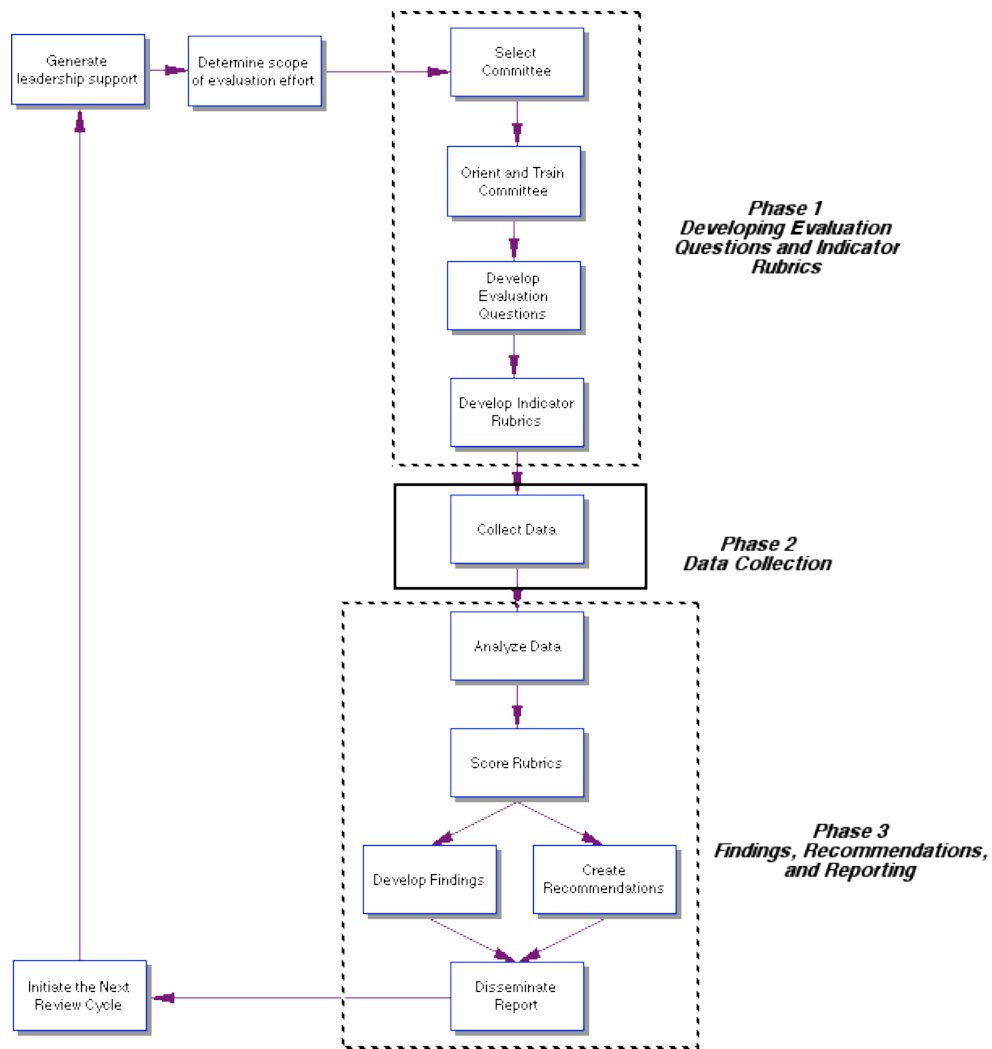 Generate
leadership support
Determine scope
of evaluation effort
Select
Committee
Orient and Train
Committee
Phase 1
Developing Evaluation
Questions and Indicator
Rubrics
Develop
Evaluation
Questions
Develop Indicator
Rubrics
Collect Data
Phase 2
Data Collection
Analyze Data
Score Rubrics
Phase 3
Findings, Recommendations,
and Reporting
Develop Findings
Create
Recommendations
Disseminate
Report
Initiate the Next
Review Cycle